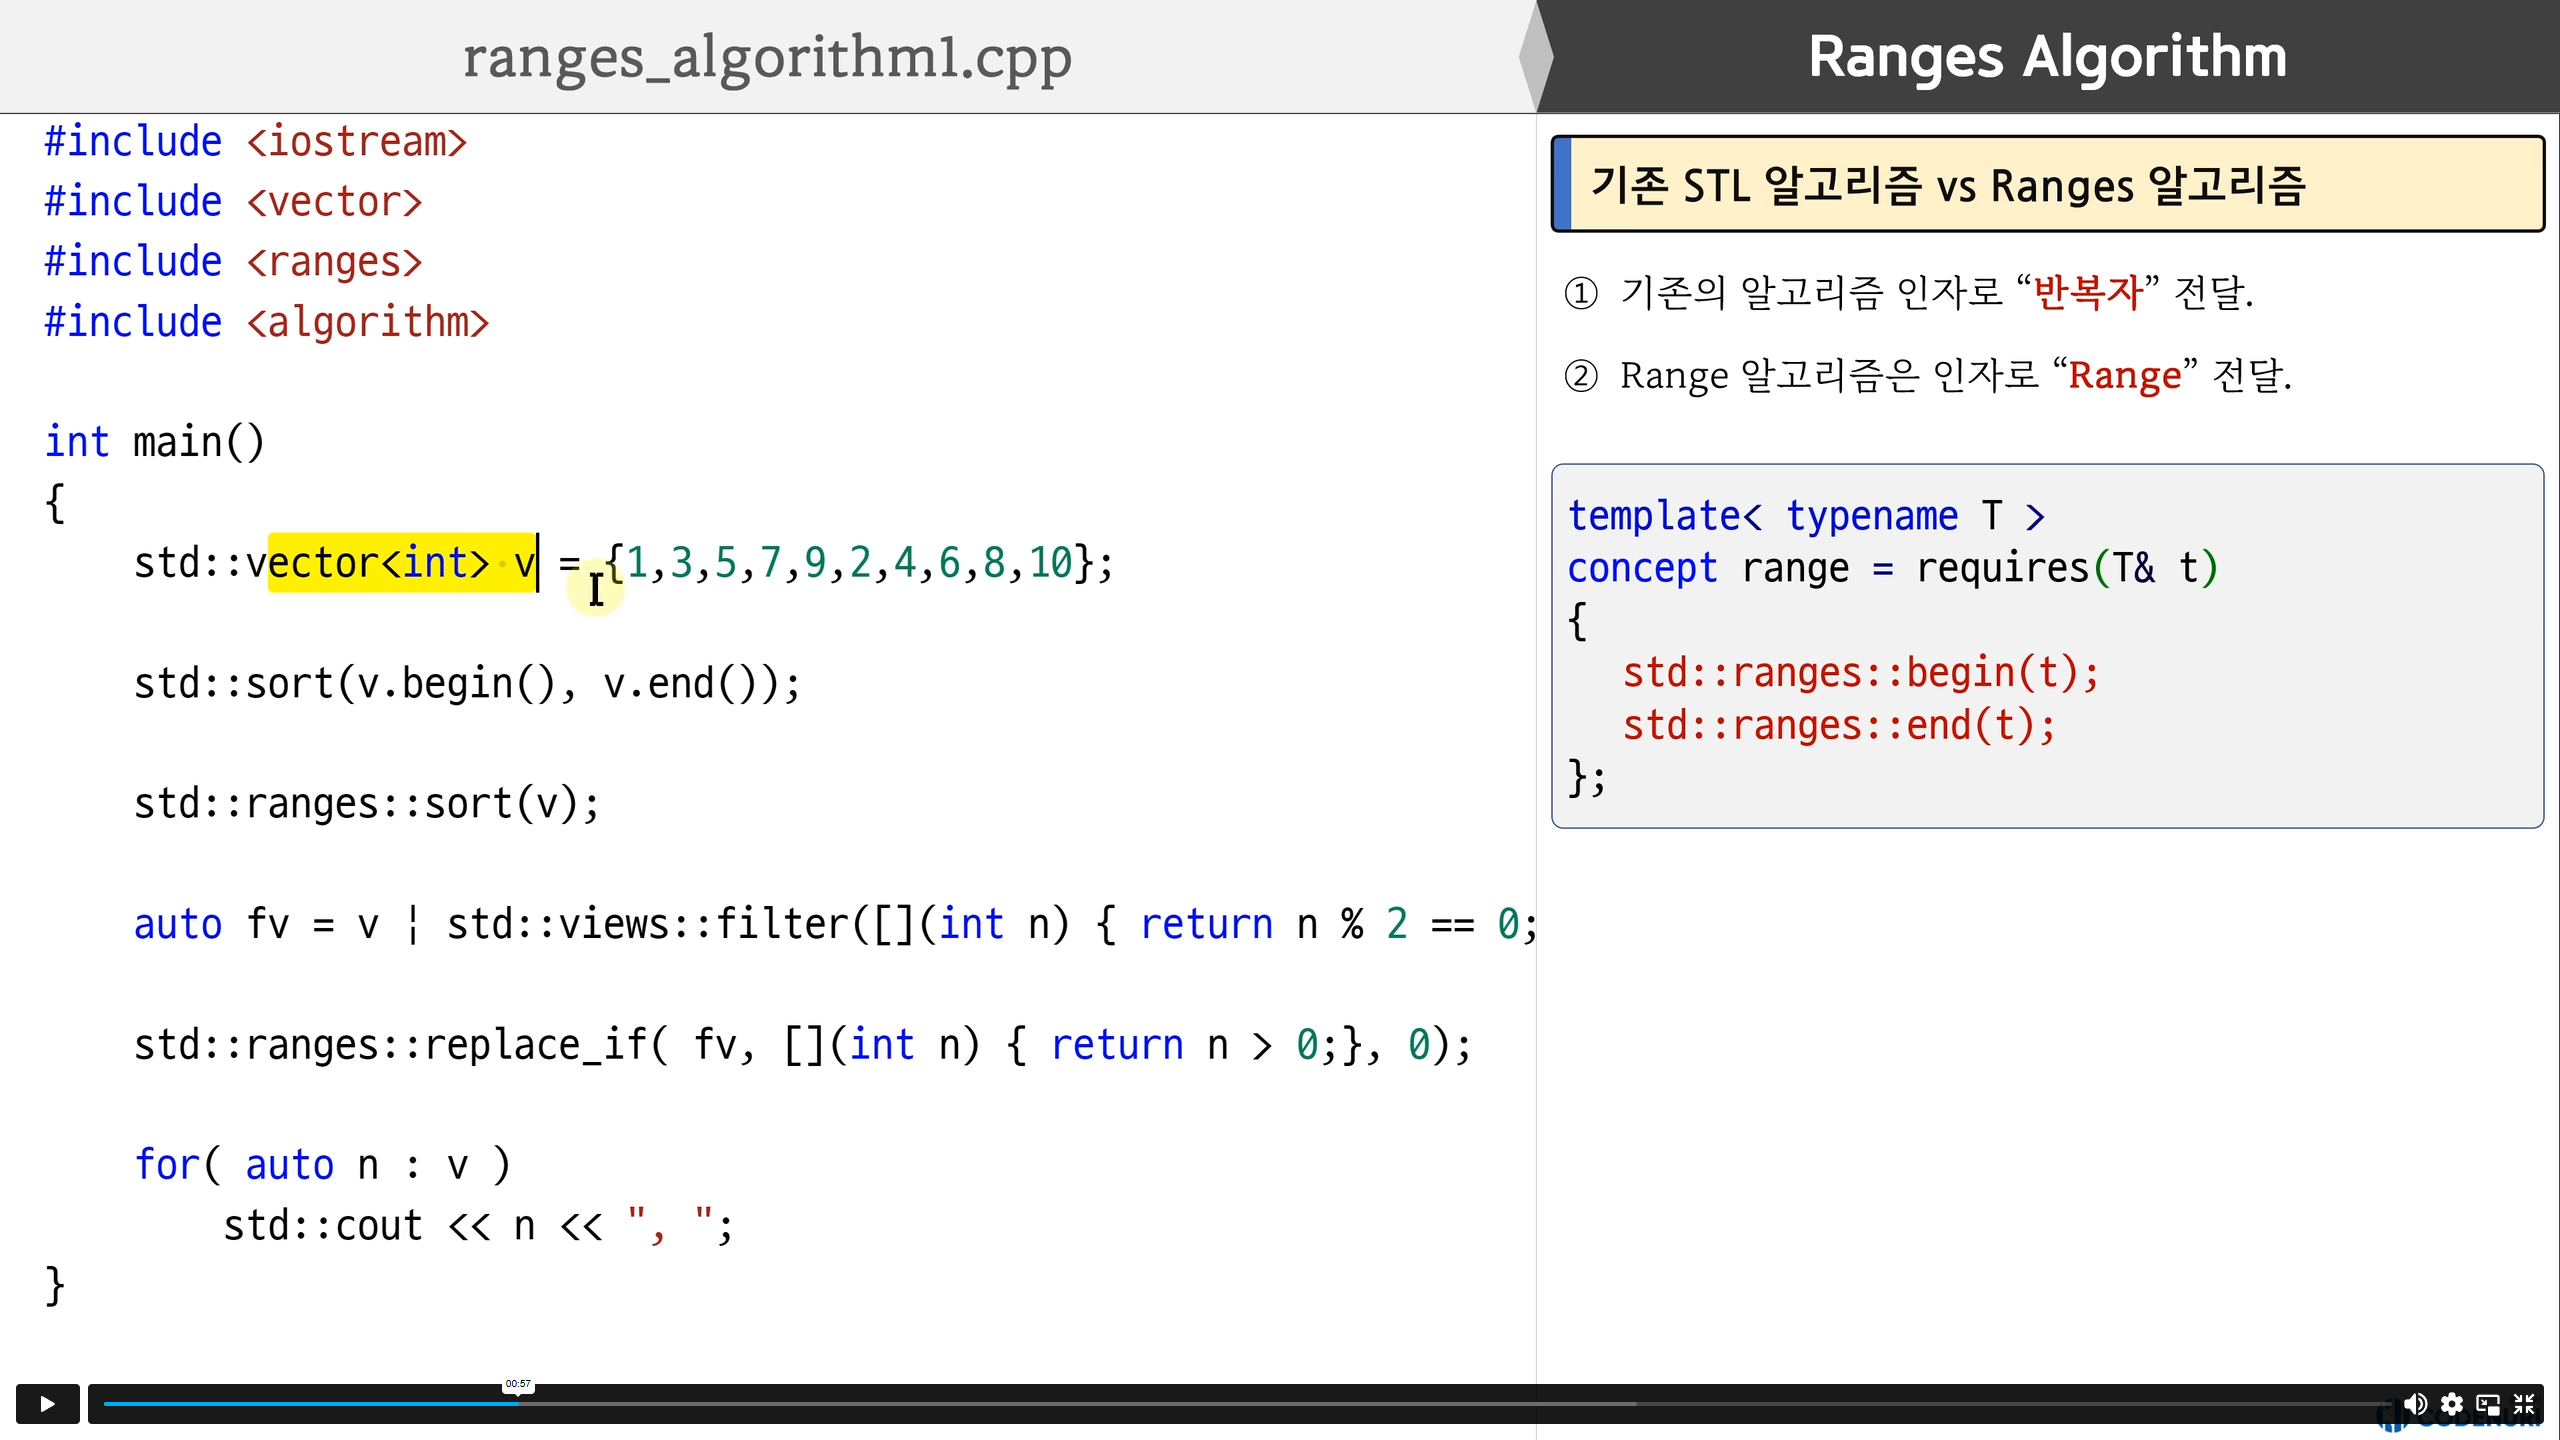 ranges_algorithm1.cpp
#include <iostream>
#include <vector>
#include <ranges>
#include <algorithm>
int main()
{
std::vector<int> v = {1,3,5,7,9,2,4,6,8,10};
std::sort(v.begin(), v.end());
std::ranges::sort(v);
auto fv = v | std::views::filter([](int n) { return n % 2 == 0;
std::ranges::replace_if( fv, [](int n) { return n > 0;}, 0);
for( auto n : v )
std::cout << n << ", ";
}
Ranges Algorithm
기존 STL 알고리즘 vs Ranges 알고리즘
① 기존의 알고리즘 인자로 “반복자” 전달.
② Range 알고리즘은 인자로 “Range” 전달.
template< typename T >
concept range = requires(T& t)
{
std::ranges::begin(t);
std::ranges::end(t);
};
00:57